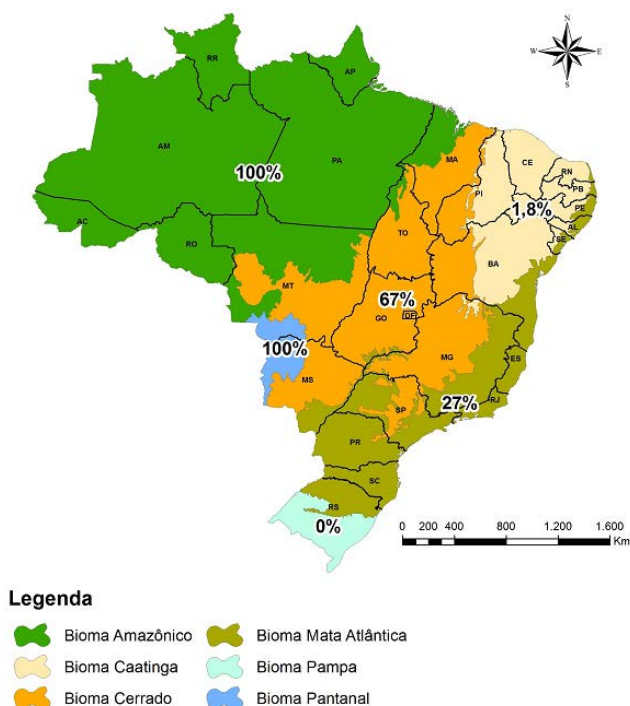 N
W E
S
RR
AP
AM
PA
MA
CE
RN
PB
PE
AL
SE
PI
100%
1,8%
AC
RO
TO
BA
MT
67%
GO
DF
100%
MG
ES
MS
27%
RJ
SP
PR
SC
RS
0%
0 200 400 800 1.200 1.600
Km
Legenda
Bioma Amazônico
Bioma Mata Atlântica
Bioma Caatinga
Bioma Pampa
Bioma Cerrado
Bioma Pantanal